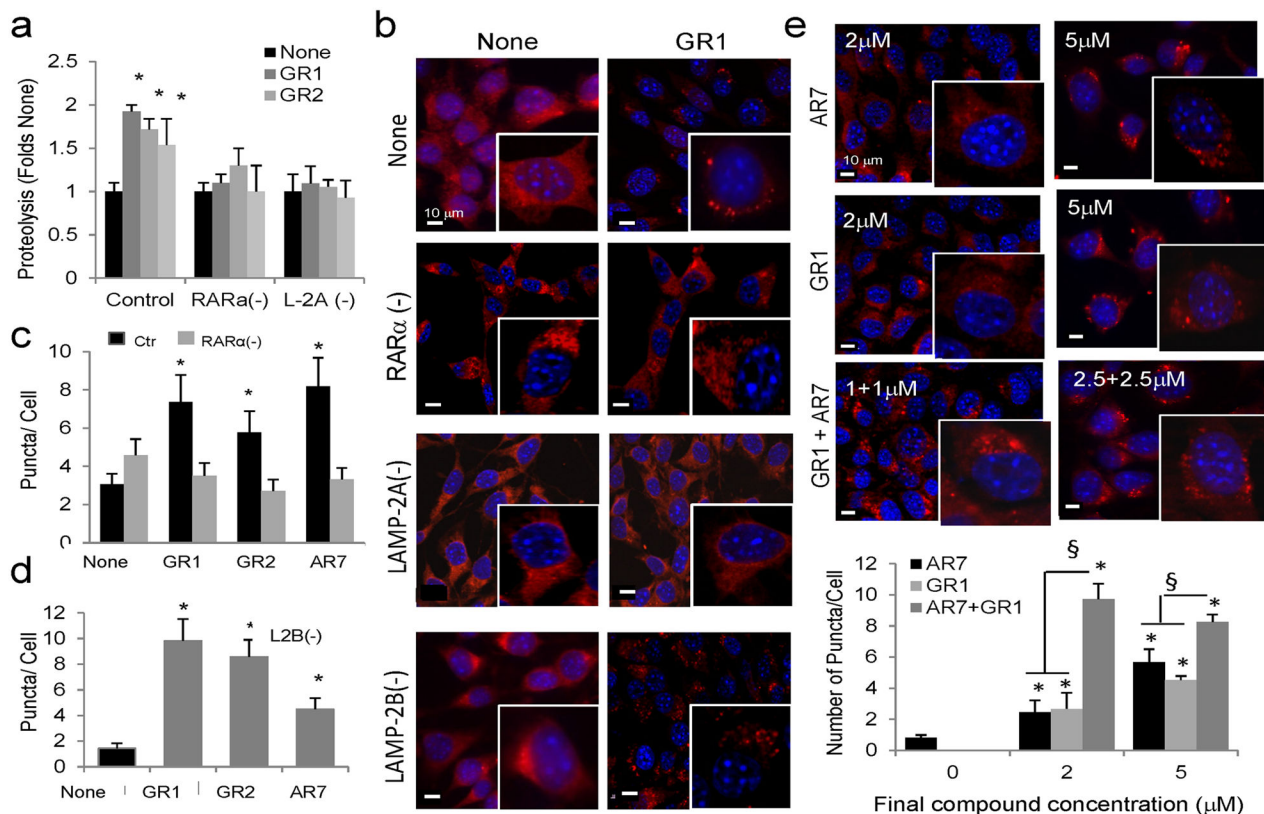 a
None
GR1
GR2
2.5
2
1.5
1
0.5
0
* * * *
Proteolysis (Folds None)
Control RARa(-) L-2A (-)
b
None GR1
None
10 μm
RARα (-)
LAMP-2A(-)
LAMP-2B(-)
c
Ctr RARα(-)
10
8
6
4
2
0
* * *
Puncta/ Cell
None GR1 GR2 AR7
d
12
10
8
6
4
2
0
* * *
L2B(-)
Puncta/ Cell
None GR1 GR2 AR7
e
AR7
2μM 5μM
10 μm
GR1
2μM 5μM
GR1 + AR7
1+1μM 2.5+2.5μM
AR7
GR1
AR7+GR1
12
10
8
6
4
2
0
§ §
* * * * * *
Number of Puncta/Cell
0 2 5
Final compound concentration (μM)